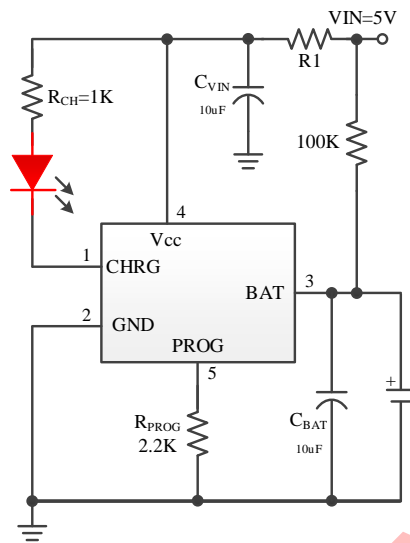 VIN=5V
R1
RCH=1K
CVIN
10uF
100K
4
Vcc
1
CHRG
3
BAT
2
GND
PROG
5
RPROG
2.2K
CBAT
10uF
+